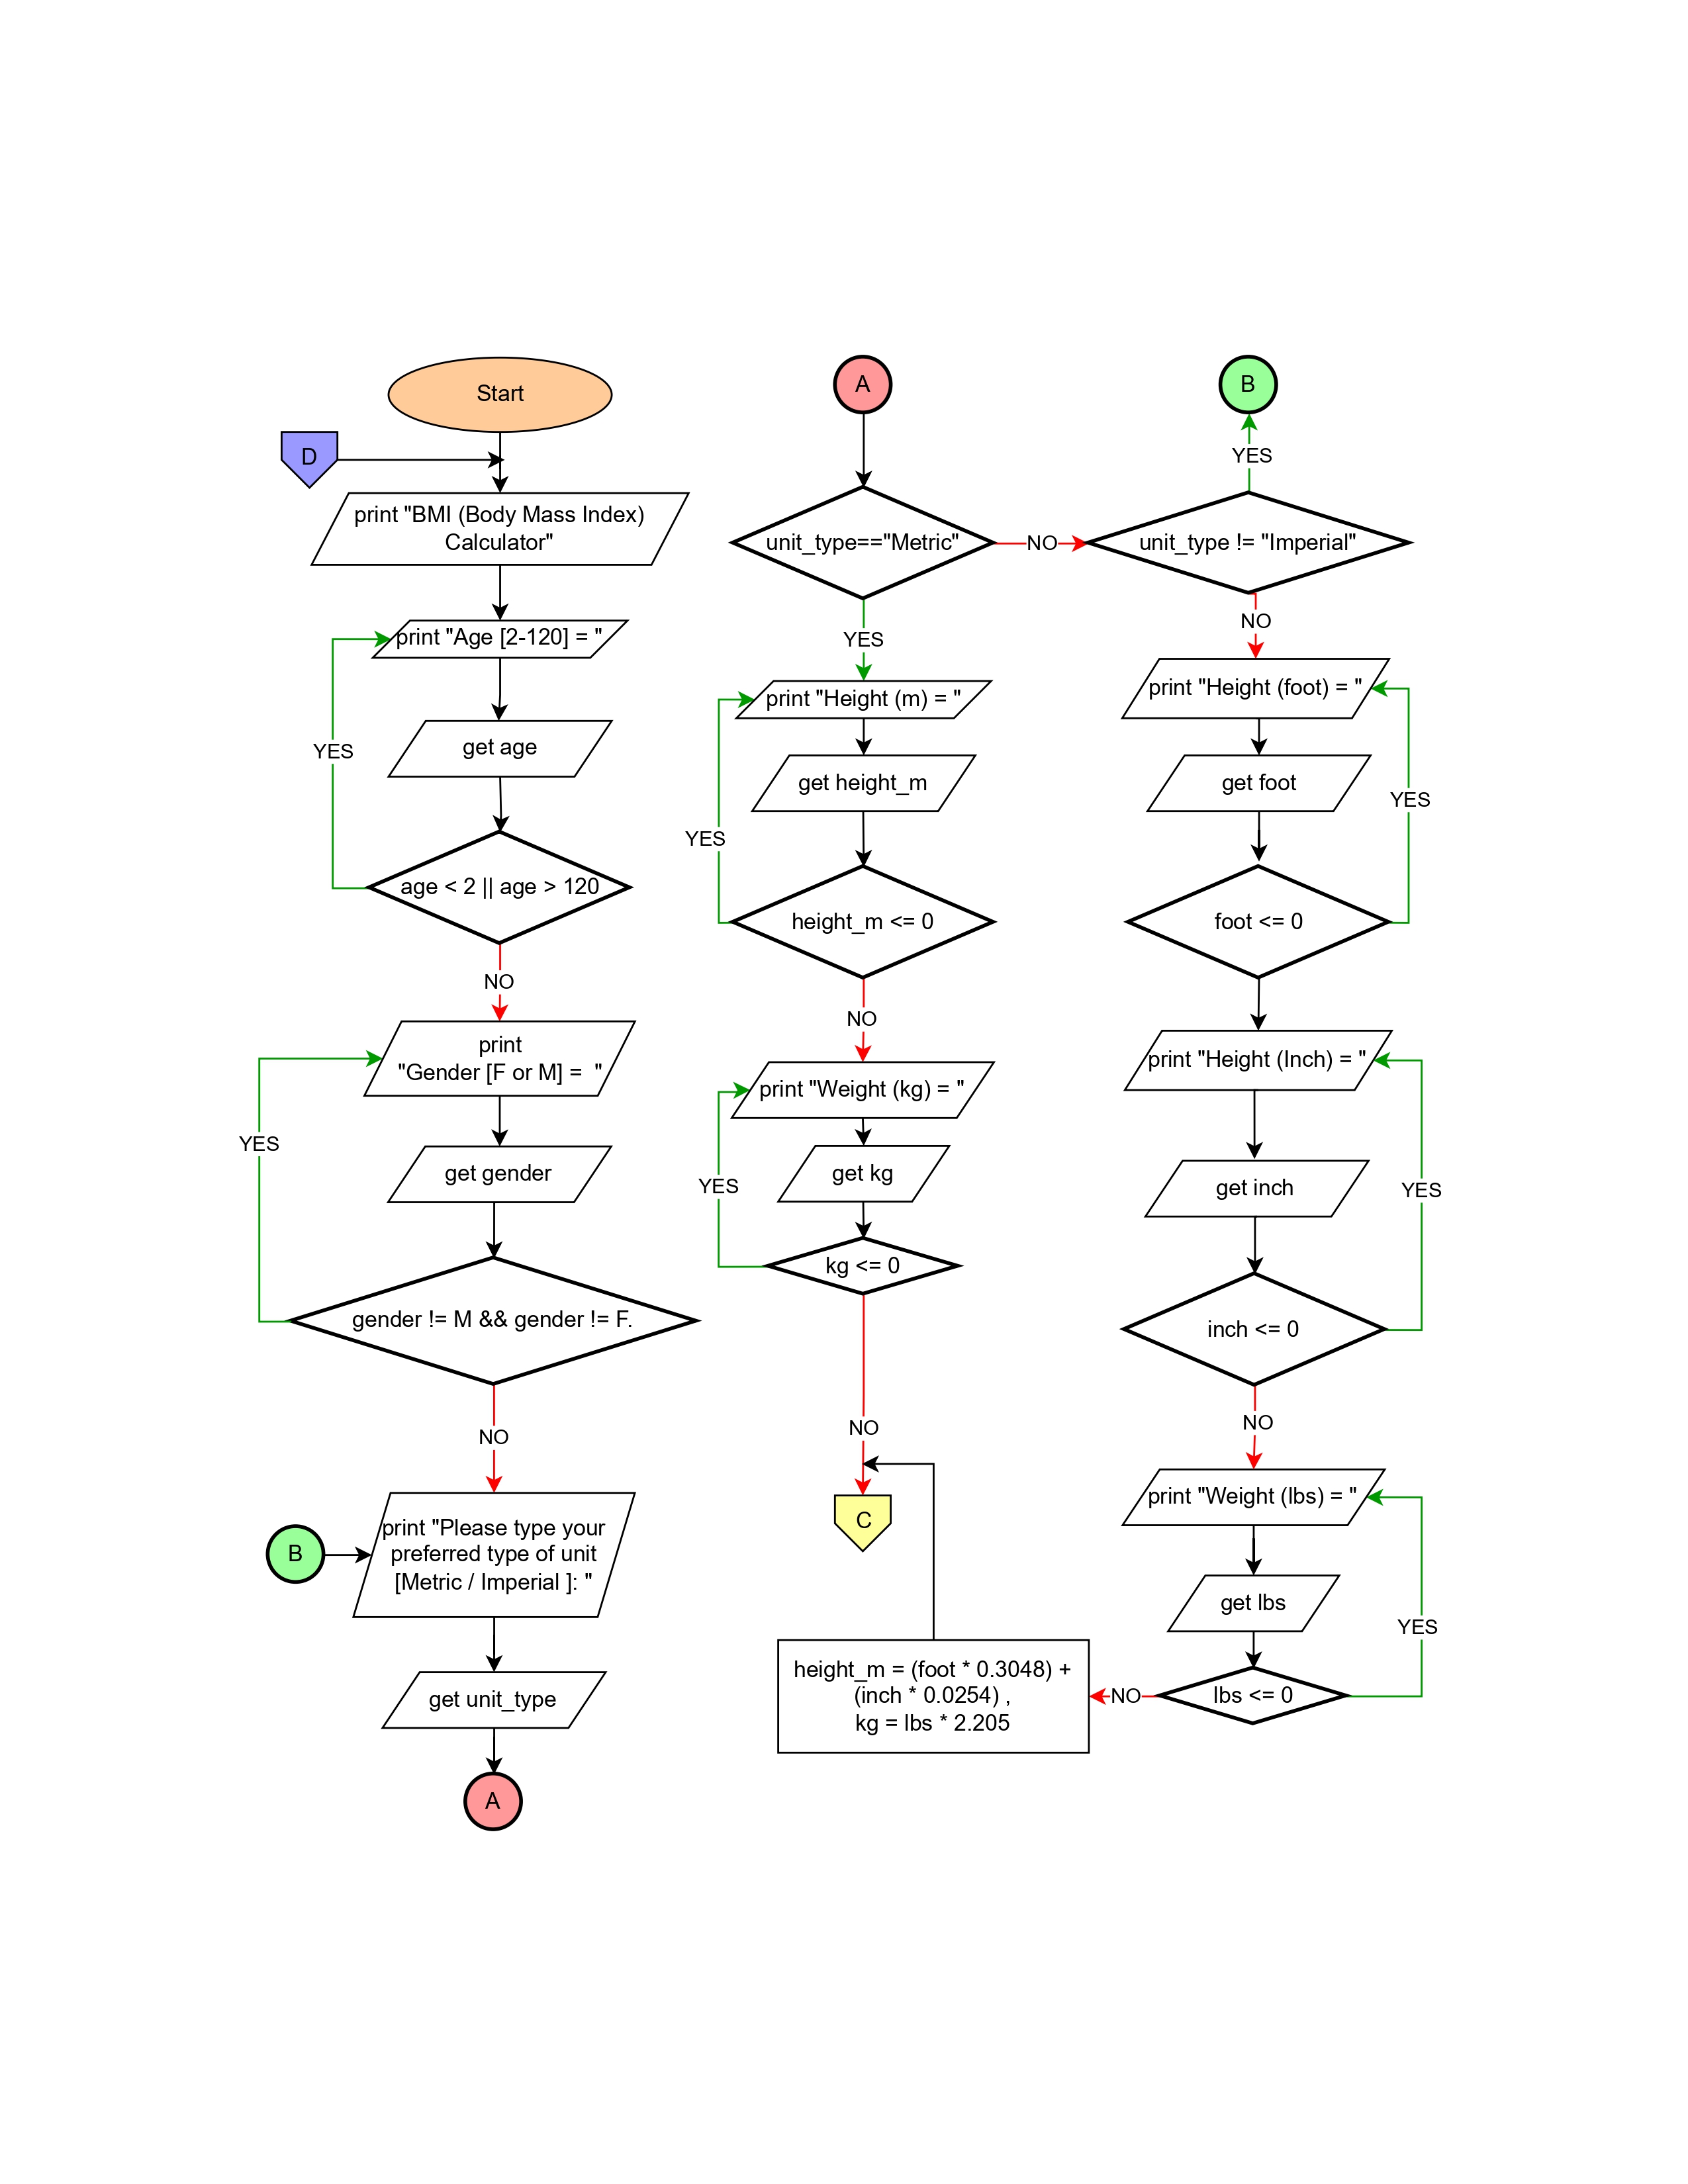 Start
D
print "BMI (Body Mass Index)
Calculator"
print "Age [2-120] = "
get age
YES
age < 2 || age > 120
NO
print
"Gender [F or M] =  "
YES
get gender
gender != M && gender != F.
NO
B
print "Please type your
preferred type of unit
[Metric / Imperial ]: "
get unit_type
A
A
unit_type=="Metric"
NO
YES
print "Height (m) = "
get height_m
YES
height_m <= 0
NO
print "Weight (kg) = "
get kg
YES
kg <= 0
NO
C
height_m = (foot * 0.3048) +
(inch * 0.0254) ,
kg = lbs * 2.205
B
YES
unit_type != "Imperial"
NO
print "Height (foot) = "
get foot
YES
foot <= 0
print "Height (Inch) = "
get inch
YES
inch <= 0
NO
print "Weight (lbs) = "
get lbs
YES
lbs <= 0
NO